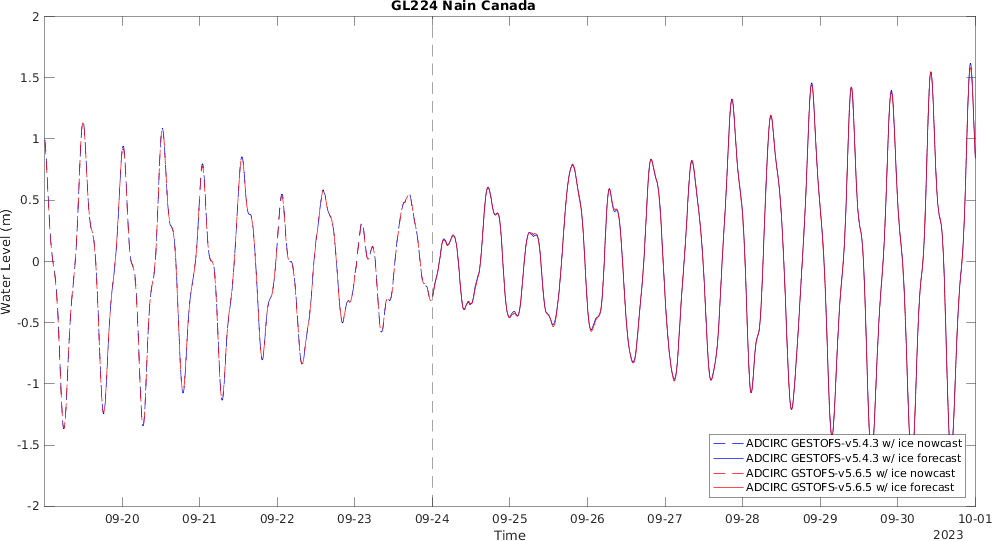 GL224 Nain Canada
Water Level (m)
2
1.5
1
0.5
0
-0.5
-1
-1.5
-2
ADCIRC GESTOFS-v5.4.3 w/ ice nowcast
ADCIRC GESTOFS-v5.4.3 w/ ice forecast
ADCIRC GSTOFS-v5.6.5 w/ ice nowcast
ADCIRC GSTOFS-v5.6.5 w/ ice forecast
09-20 09-21 09-22 09-23 09-24 09-25 09-26 09-27 09-28 09-29 09-30 10-01
Time
2023